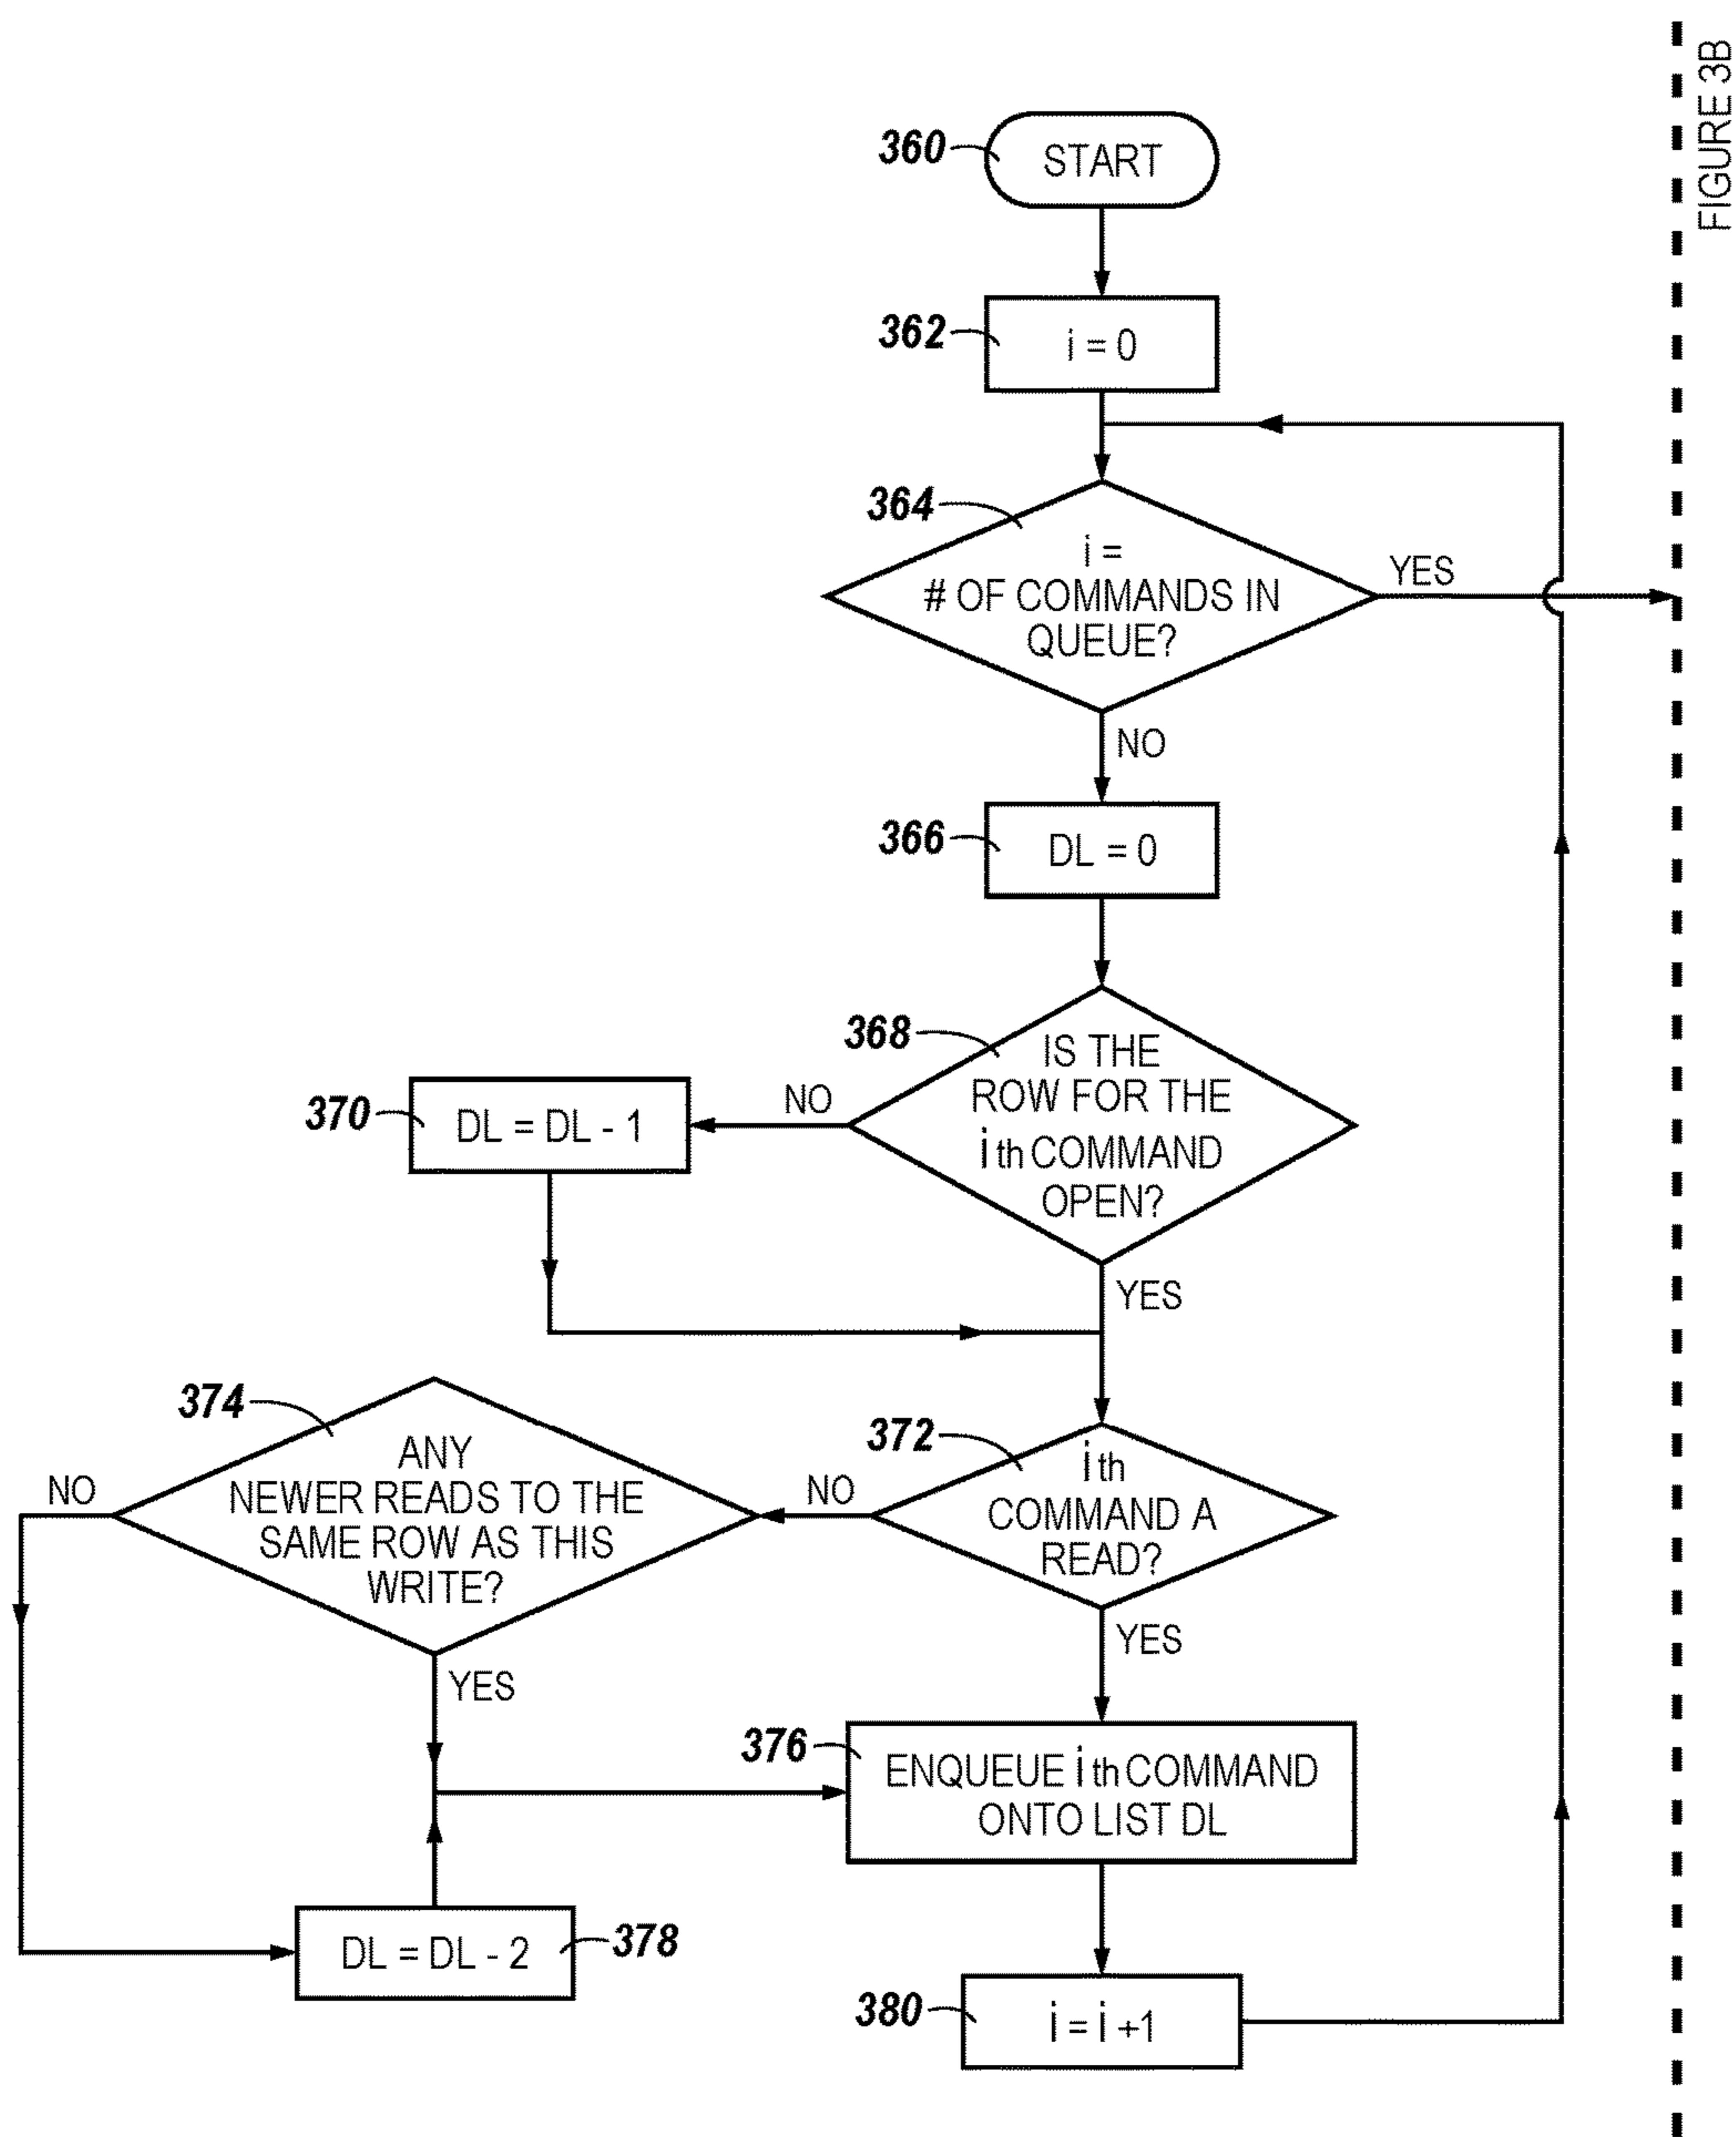 FIGURE 3B
360
START
362
i = 0
364
i =
# OF COMMANDS IN
QUEUE?
YES
NO
366
DL = 0
368
IS THE
ROW FOR THE
i th COMMAND
OPEN?
NO
370
DL = DL - 1
YES
374
ANY
NEWER READS TO THE
SAME ROW AS THIS
WRITE?
NO
372
i th
COMMAND A
READ?
NO
YES
YES
376
ENQUEUE i th COMMAND
ONTO LIST DL
DL = DL - 2
378
380
i = i +1